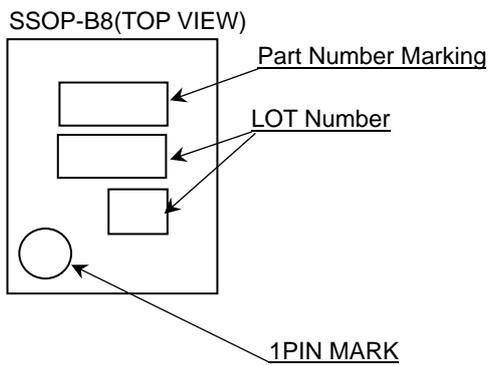 SSOP-B8(TOP VIEW)
Part Number Marking
LOT Number
1PIN MARK